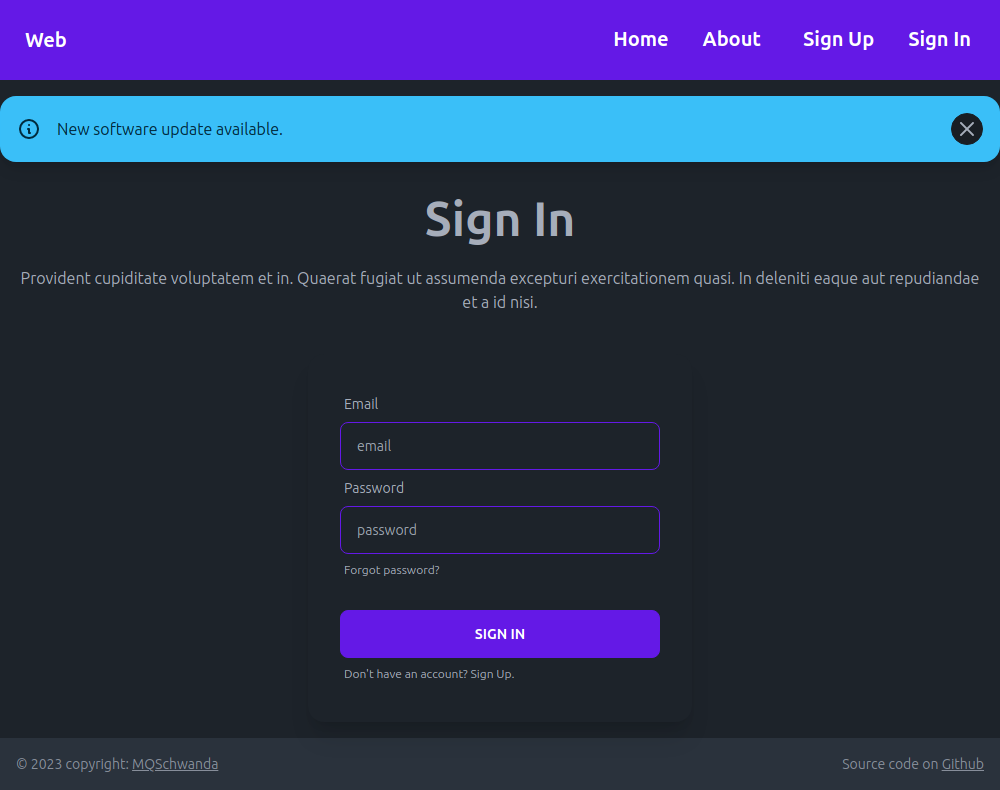 Web Home About Sign Up Sign In
New software update available.
Sign In
Provident cupiditate voluptatem et in. Quaerat fugiat ut assumenda excepturi exercitationem quasi. In deleniti eaque aut repudiandae
et a id nisi.
Email
email
Password
password
Forgot password?
SIGN IN
Don't have an account? Sign Up.
© 2023 copyright: MQSchwanda Source code on Github